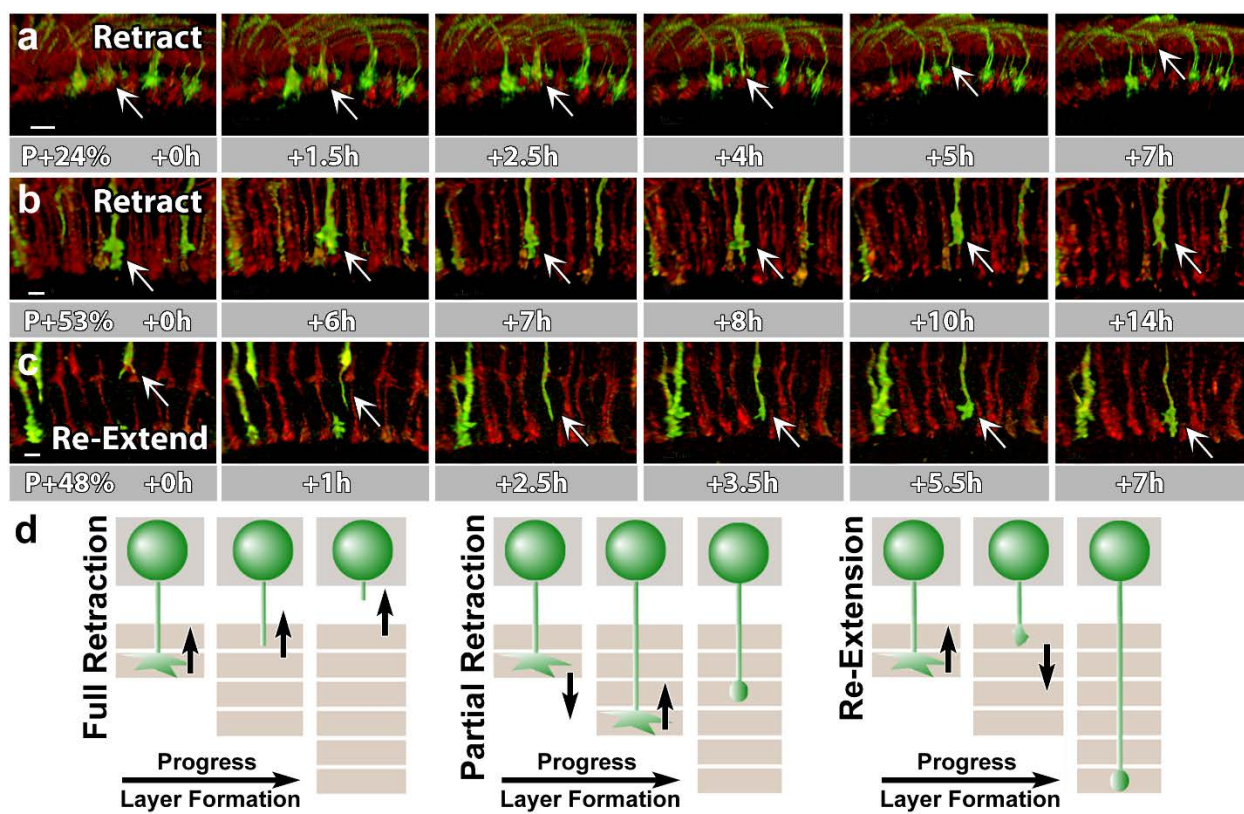 a Retract
P+24% +0h +1.5h +2.5h +4h +5h +7h
b Retract
P+53% +0h +6h +7h +8h +10h +14h
c
Re-Extend
P+48% +0h +1h +2.5h +3.5h +5.5h +7h
d
Full Retraction
Progress
Layer Formation
Partial Retraction
Progress
Layer Formation
Re-Extension
Progress
Layer Formation